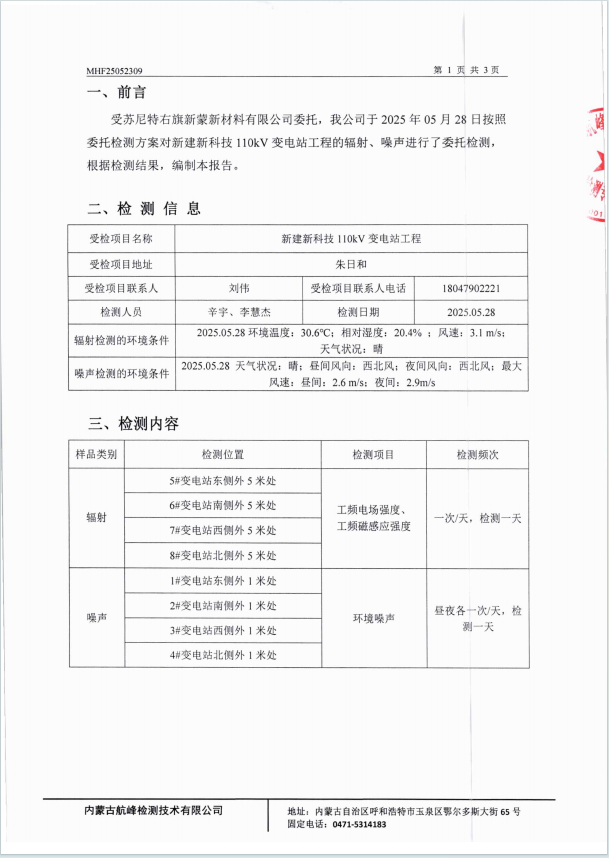 MHF25052309 第 1 页 共 3 页
一、前言
受苏尼特右旗新蒙新材料有限公司委托，我公司于 2025 年 05 月 28 日按照
委托检测方案对新建新科技 110kV 变电站工程的辐射、噪声进行了委托检测，
根据检测结果，编制本报告。
二、检 测 信 息
受检项目名称 新建新科技 110kV 变电站工程
受检项目地址 朱日和
受检项目联系人 刘伟 受检项目联系人电话 18047902221
检测人员 辛宇、李慧杰 检测日期 2025.05.28
辐射检测的环境条件 2025.05.28 环境温度：30.6℃；相对湿度：20.4% ；风速：3.1 m/s；
天气状况：晴
噪声检测的环境条件 2025.05.28 天气状况：晴；昼间风向：西北风；夜间风向：西北风；最大
风速：昼间：2.6 m/s；夜间：2.9m/s
三、检测内容
样品类别 检测位置 检测项目 检测频次
辐射
5#变电站东侧外 5 米处
6#变电站南侧外 5 米处
7#变电站西侧外 5 米处
8#变电站北侧外 5 米处
工频电场强度、
工频磁感应强度
一次/天，检测一天
噪声
1#变电站东侧外 1 米处
2#变电站南侧外 1 米处
3#变电站西侧外 1 米处
4#变电站北侧外 1 米处
环境噪声
昼夜各一次/天，检
测一天
内蒙古航峰检测技术有限公司
地址：内蒙古自治区呼和浩特市玉泉区鄂尔多斯大街 65 号
固定电话：0471-5314183